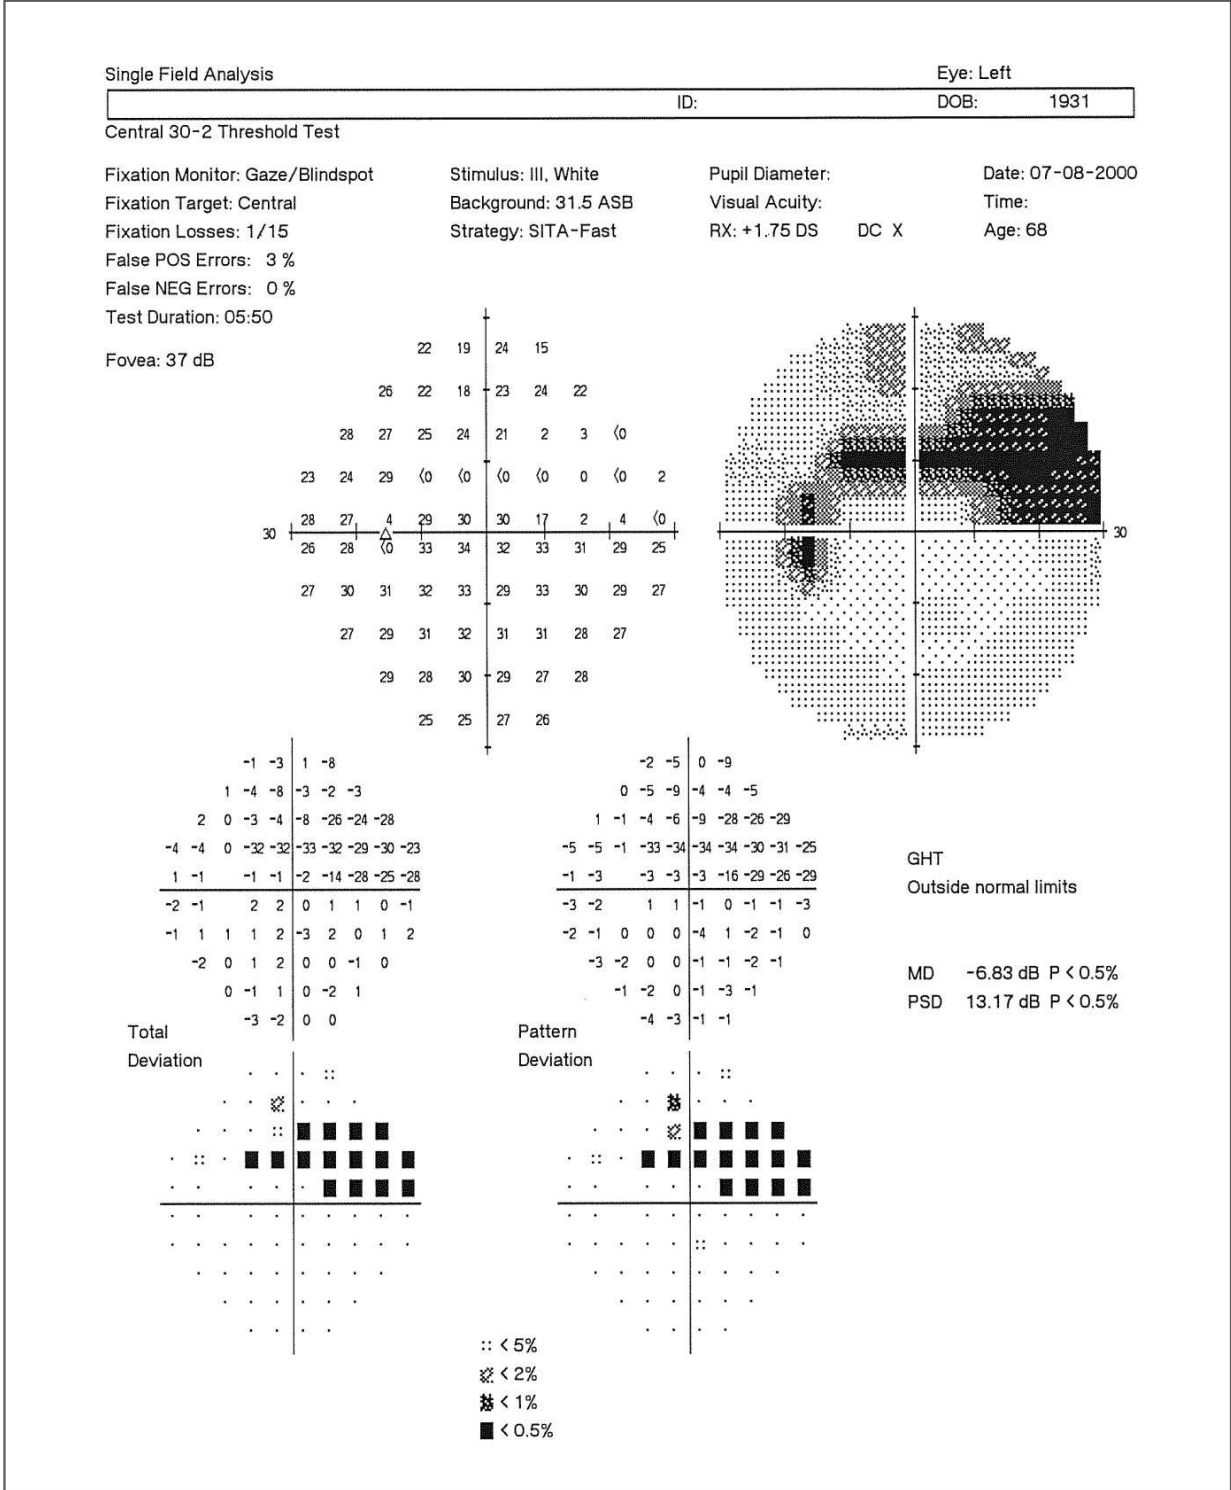 Single Field Analysis Eye: Left
ID: DOB: 1931
Central 30-2 Threshold Test
Fixation Monitor: Gaze/Blindspot Stimulus: III, White Pupil Diameter: Date: 07-08-2000
Fixation Target: Central Background: 31.5 ASB Visual Acuity: Time:
Fixation Losses: 1/15 Strategy: SITA-Fast RX: +1.75 DS DC X Age: 68
False POS Errors: 3 %
False NEG Errors: 0 %
Test Duration: 05:50
Fovea: 37 dB
22 19 24 15
26 22 18 23 24 22
28 27 25 24 21 2 3 <0
23 24 29 <0 <0 <0 <0 0 <0 2
28 27 4 29 30 30 17 2 4 <0
30 30
26 28 <0 33 34 32 33 31 29 25
27 30 31 32 33 29 33 30 29 27
27 29 31 32 31 31 28 27
29 28 30 29 27 28
25 25 27 26
-1 -3 1 -8
1 -4 -8 -3 -2 -3
2 0 -3 -4 -8 -26 -24 -28
-4 -4 0 -32 -32 -33 -32 -29 -30 -23
1 -1 -1 -1 -2 -14 -28 -25 -28
-2 -1 2 2 0 1 1 0 -1
-1 1 1 1 2 -3 2 0 1 2
-2 0 1 2 0 0 -1 0
0 -1 1 0 -2 1
-3 -2 0 0
Total
Deviation
-2 -5 0 -9
0 -5 -9 -4 -4 -5
1 -1 -4 -6 -9 -28 -26 -29
-5 -5 -1 -33 -34 -34 -34 -30 -31 -25
-1 -3 -3 -3 -3 -16 -29 -26 -29
-3 -2 1 1 -1 0 -1 -1 -3
-2 -1 0 0 0 -4 1 -2 -1 0
-3 -2 0 0 -1 -1 -2 -1
-1 -2 0 -1 -3 -1
-4 -3 -1 -1
Pattern
Deviation
GHT
Outside normal limits
MD -6.83 dB P < 0.5%
PSD 13.17 dB P < 0.5%
< 5%
< 2%
< 1%
< 0.5%